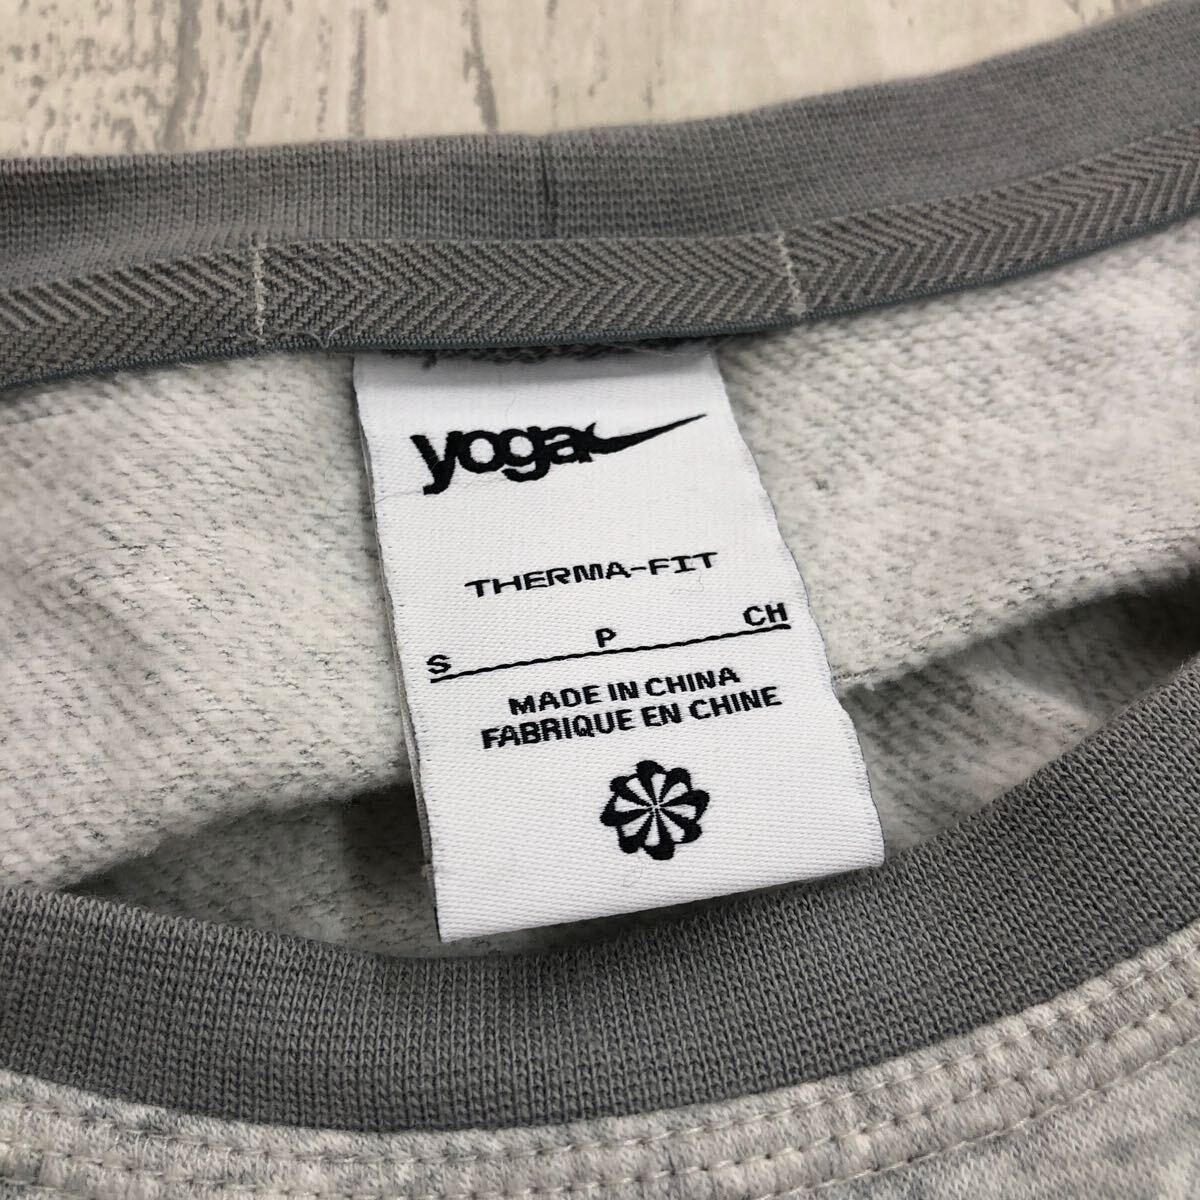 yoga
THERMA-FIT
S P CH
MADE IN CHINA
FABRIQUE EN CHINE